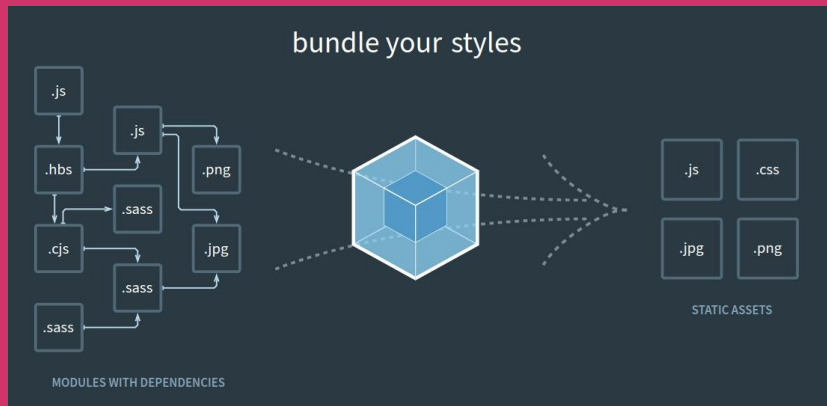 bundle your styles
.js
.js
.hbs
.png
.sass
.cjs
.jpg
.sass
.sass
MODULES WITH DEPENDENCIES
.js
.css
.jpg
.png
STATIC ASSETS